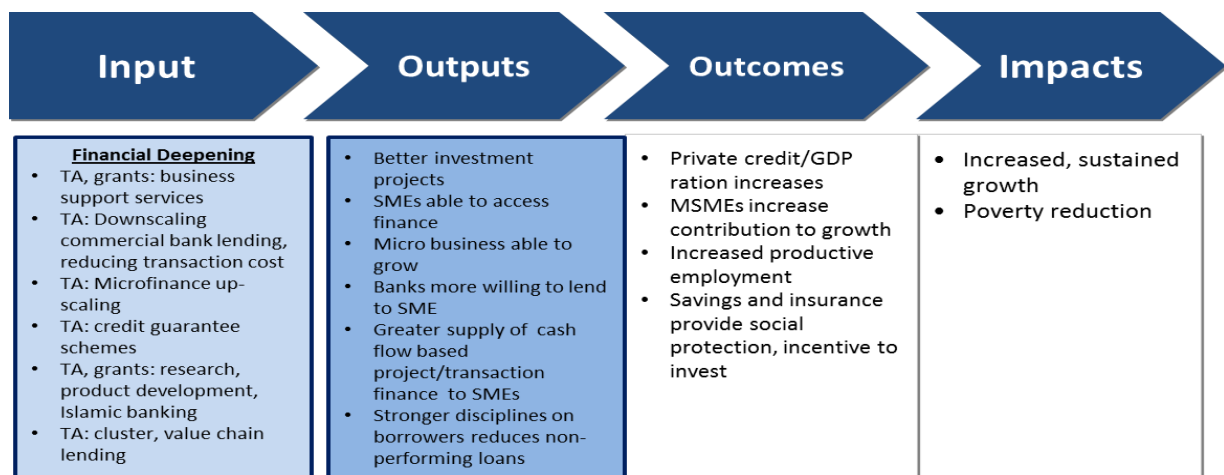 Input
Outputs
Outcomes
Impacts
Financial Deepening
• TA, grants: business
support services
• TA: Downscaling
commercial bank lending,
reducing transaction cost
• TA: Microfinance up-
scaling
• TA: credit guarantee
schemes
• TA, grants: research,
product development,
Islamic banking
• TA: cluster, value chain
lending
• Better investment
projects
• SMEs able to access
finance
• Micro business able to
grow
• Banks more willing to lend
to SME
• Greater supply of cash
flow based
project/transaction
finance to SMEs
• Stronger disciplines on
borrowers reduces non-
performing loans
• Private credit/GDP
ration increases
• MSMEs increase
contribution to growth
• Increased productive
employment
• Savings and insurance
provide social
protection, incentive to
invest
• Increased, sustained
growth
• Poverty reduction